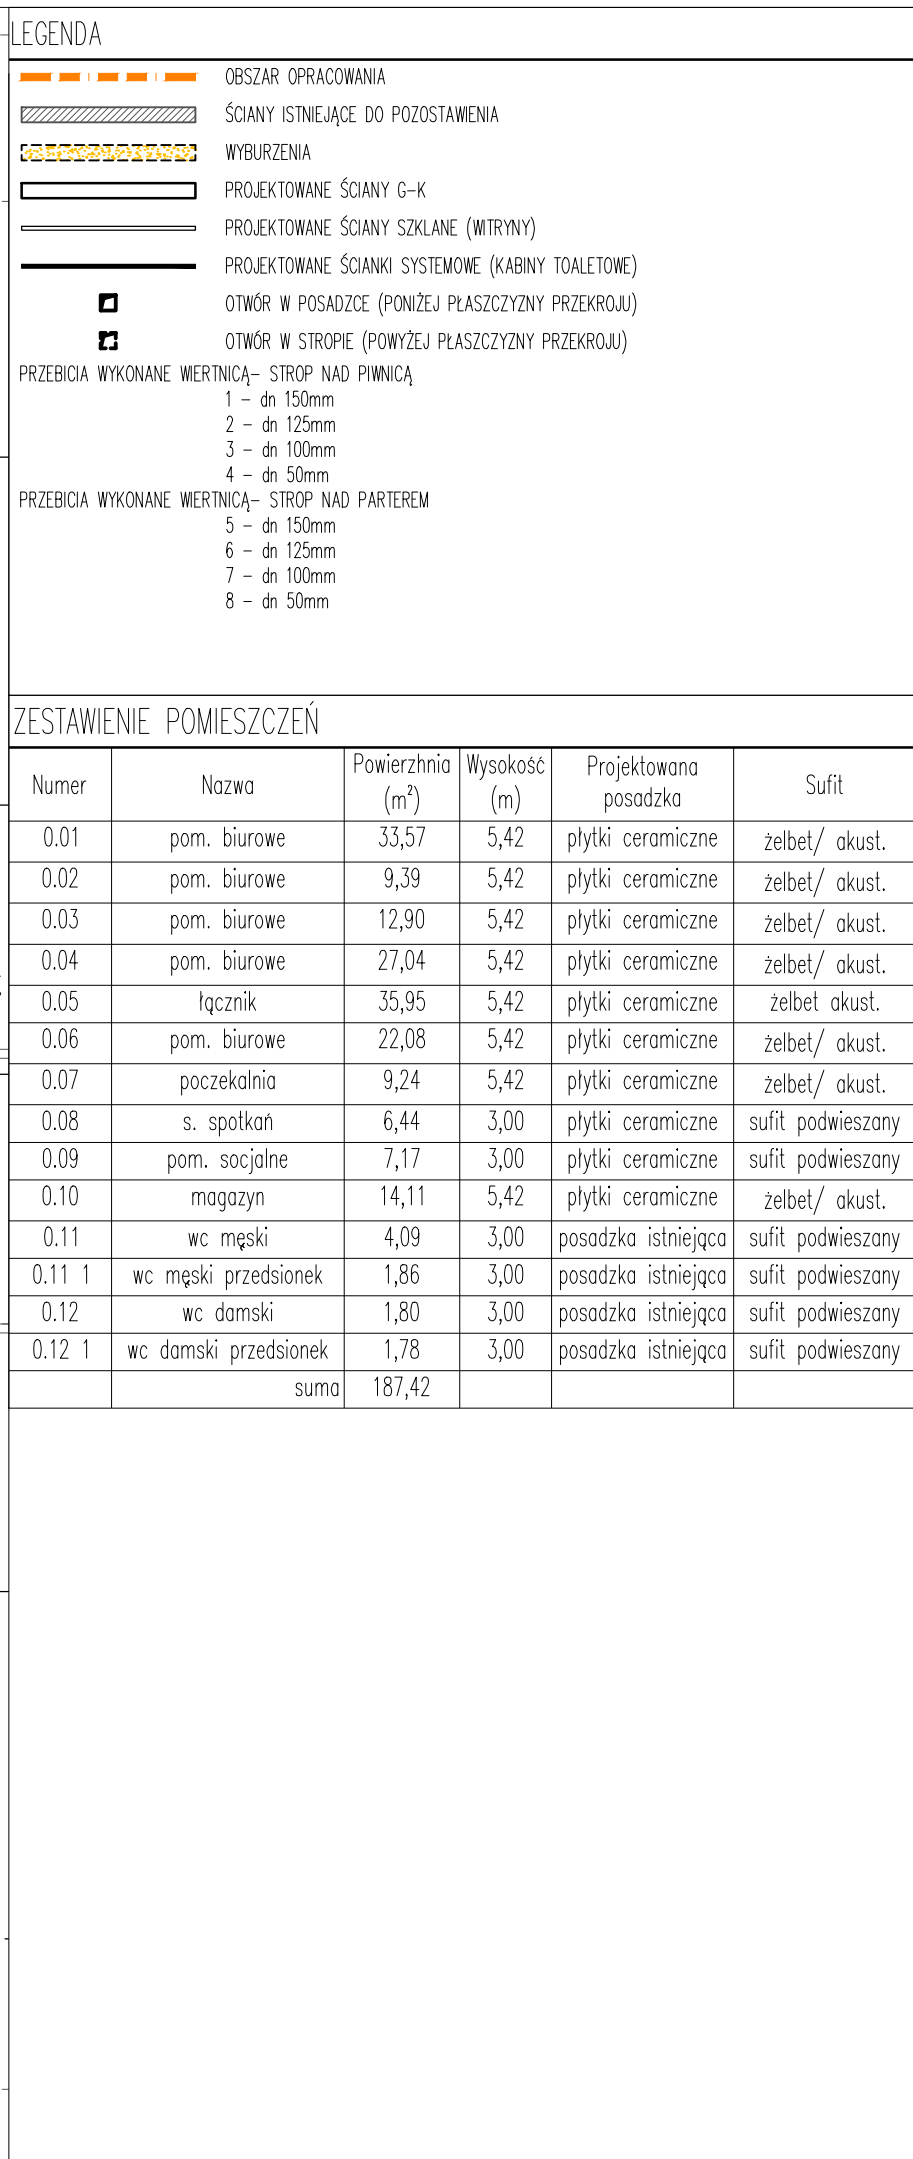 LEGENDA
OBSZAR OPRACOWANIA
ŚCIANY ISTNIEJĄCE DO POZOSTAWIENIA
WYBURZENIA
PROJEKTOWANE ŚCIANY G-K
PROJEKTOWANE ŚCIANY SZKLANE (WITRYNY)
PROJEKTOWANE ŚCIANKI SYSTEMOWE (KABINY TOALETOWE)
OTWÓR W POSADZCE (PONIŻEJ PŁASZCZYZNY PRZEKROJU)
OTWÓR W STROPIE (POWYŻEJ PŁASZCZYZNY PRZEKROJU)
PRZEBICIA WYKONANE WIERTNICĄ- STROP NAD PIWNICĄ
1 - dn 150mm
2 - dn 125mm
3 - dn 100mm
4 - dn 50mm
PRZEBICIA WYKONANE WIERTNICĄ- STROP NAD PARTEREM
5 - dn 150mm
6 - dn 125mm
7 - dn 100mm
8 - dn 50mm
ZESTAWIENIE POMIESZCZEŃ
Numer Nazwa Powierzhnia (m²) Wysokość (m) Projektowana posadzka Sufit
0.01 pom. biurowe 33,57 5,42 płytki ceramiczne żelbet/ akust.
0.02 pom. biurowe 9,39 5,42 płytki ceramiczne żelbet/ akust.
0.03 pom. biurowe 12,90 5,42 płytki ceramiczne żelbet/ akust.
0.04 pom. biurowe 27,04 5,42 płytki ceramiczne żelbet/ akust.
0.05 łącznik 35,95 5,42 płytki ceramiczne żelbet akust.
0.06 pom. biurowe 22,08 5,42 płytki ceramiczne żelbet/ akust.
0.07 poczekalnia 9,24 5,42 płytki ceramiczne żelbet/ akust.
0.08 s. spotkań 6,44 3,00 płytki ceramiczne sufit podwieszany
0.09 pom. socjalne 7,17 3,00 płytki ceramiczne sufit podwieszany
0.10 magazyn 14,11 5,42 płytki ceramiczne żelbet/ akust.
0.11 wc męski 4,09 3,00 posadzka istniejąca sufit podwieszany
0.11 1 wc męski przedsionek 1,86 3,00 posadzka istniejąca sufit podwieszany
0.12 wc damski 1,80 3,00 posadzka istniejąca sufit podwieszany
0.12 1 wc damski przedsionek 1,78 3,00 posadzka istniejąca sufit podwieszany
suma 187,42